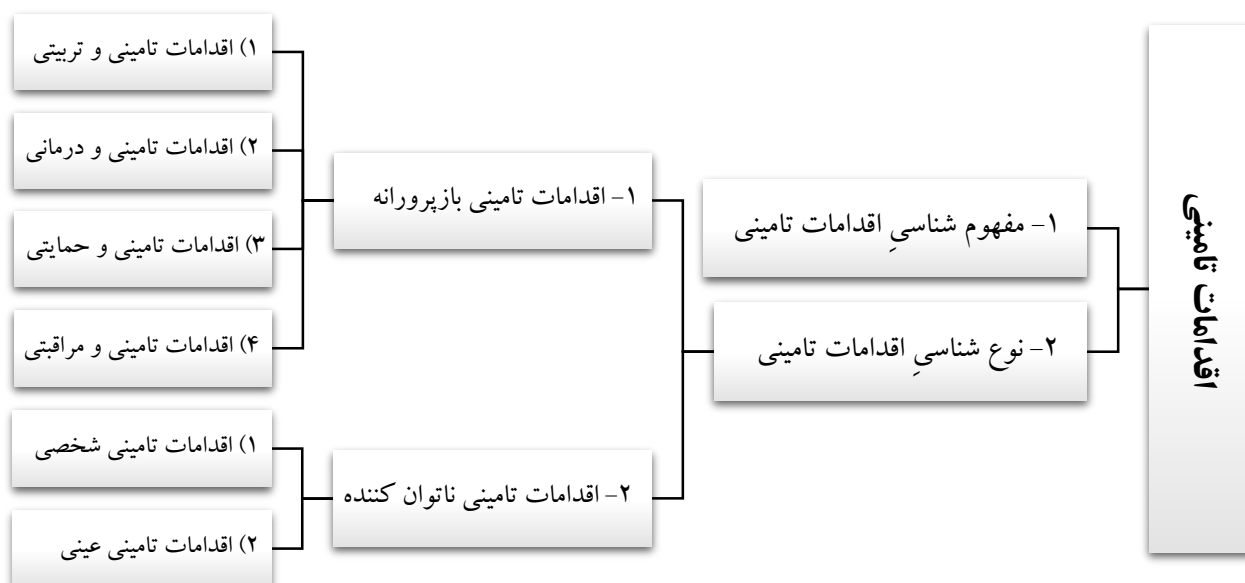 اقدامات تامینی
۱- مفهوم شناسیِ اقدامات تامینی
۲- نوع شناسیِ اقدامات تامینی
۱- اقدامات تامینی بازپرورانه
۱) اقدامات تامینی و تربیتی
۲) اقدامات تامینی و درمانی
۳) اقدامات تامینی و حمایتی
۴) اقدامات تامینی و مراقبتی
۲- اقدامات تامینی ناتوان کننده
۱) اقدامات تامینی شخصی
۲) اقدامات تامینی عینی